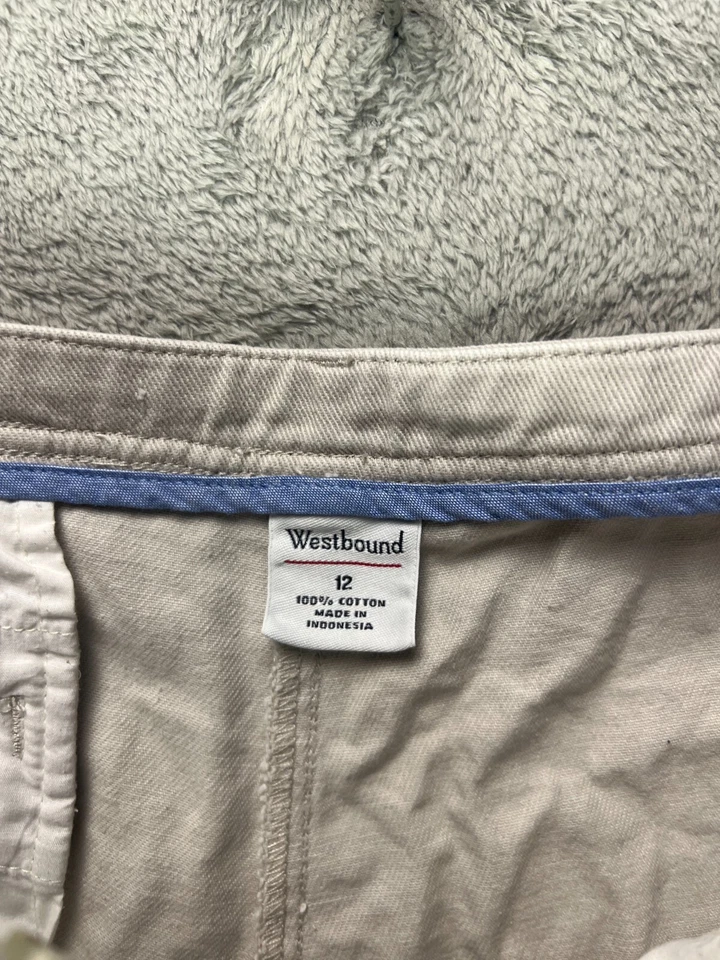 Westbound
12
100% COTTON
MADE IN
INDONESIA